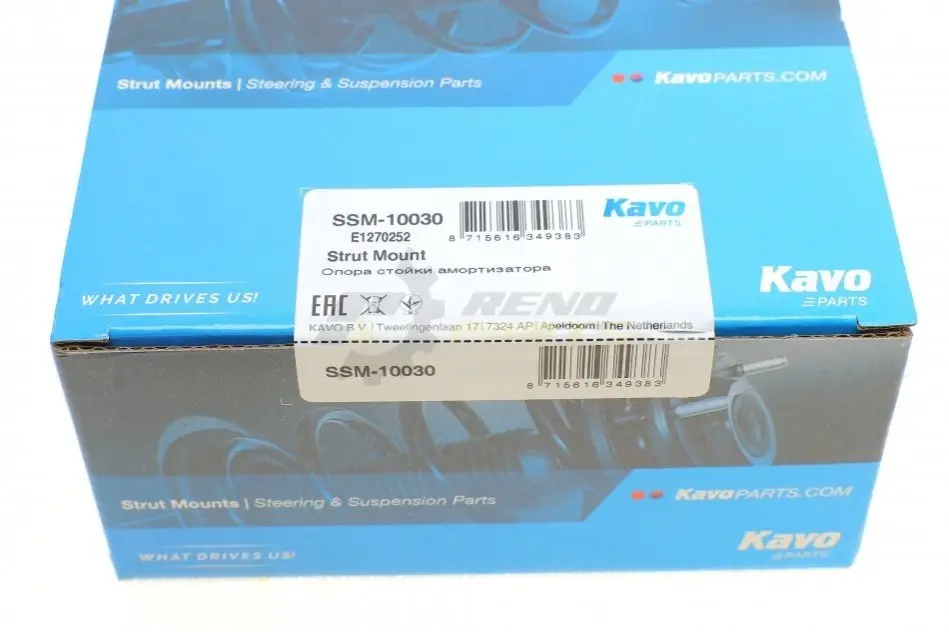 Strut Mounts | Steering & Suspension Parts
KavoPARTS.COM
SSM-10030
E1270252
8 715616 349383
Kavo
PARTS
Strut Mount
Опора стойки амортизатора
EAC
RENO
KAVO B.V. | Tweelingenlaan 17 | 7324 AP | Apeldoorn | The Netherlands
WHAT DRIVES US!
Kavo
PARTS
SSM-10030
8 715616 349383
Strut Mounts | Steering & Suspension Parts
KavoPARTS.COM
WHAT DRIVES US!
Kavo
PARTS